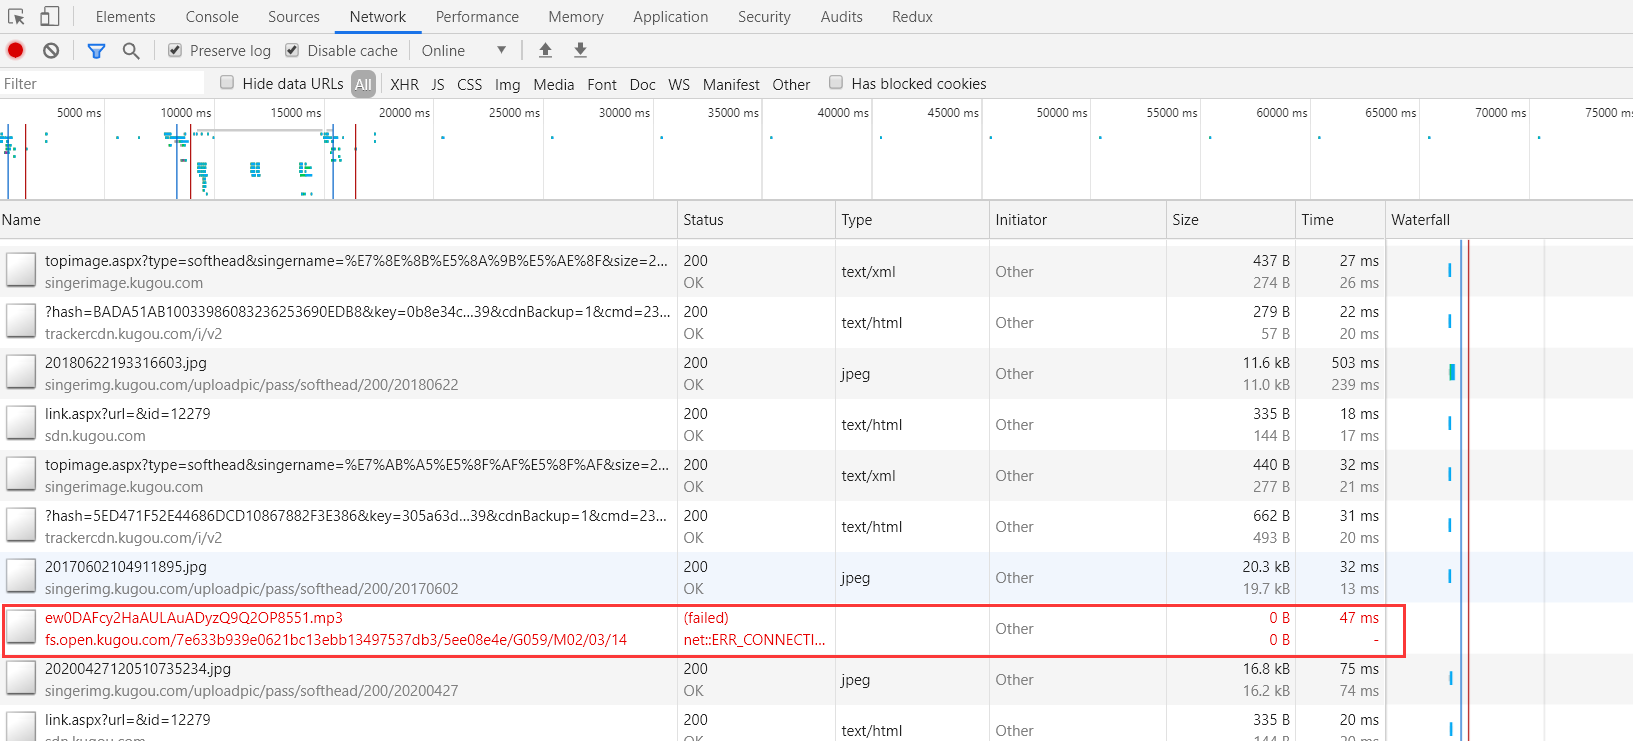 Elements Console Sources Network Performance Memory Application Security Audits Redux
Preserve log Disable cache Online
Filter Hide data URLs All XHR JS CSS Img Media Font Doc WS Manifest Other Has blocked cookies
5000 ms 10000 ms 15000 ms 20000 ms 25000 ms 30000 ms 35000 ms 40000 ms 45000 ms 50000 ms 55000 ms 60000 ms 65000 ms 70000 ms 75000 ms
Name Status Type Initiator Size Time Waterfall
topimage.aspx?type=softhead&singername=%E7%8E%8B%E5%8A%9B%E5%AE%8F&size=2... 200 text/xml Other 437 B 27 ms
singerimage.kugou.com OK 274 B 26 ms
?hash=BADA51AB10033986083236253690EDB8&key=0b8e34c...39&cdnBackup=1&cmd=23... 200 text/html Other 279 B 22 ms
trackercdn.kugou.com/i/v2 OK 57 B 20 ms
20180622193316603.jpg 200 jpeg Other 11.6 kB 503 ms
singerimg.kugou.com/uploadpic/pass/softhead/200/20180622 OK 11.0 kB 239 ms
link.aspx?url=&id=12279 200 text/html Other 335 B 18 ms
sdn.kugou.com OK 144 B 17 ms
topimage.aspx?type=softhead&singername=%E7%AB%A5%E5%8F%AF%E5%8F%AF&size=2... 200 text/xml Other 440 B 32 ms
singerimage.kugou.com OK 277 B 21 ms
?hash=5ED471F52E44686DCD10867882F3E386&key=305a63d...39&cdnBackup=1&cmd=23... 200 text/html Other 662 B 31 ms
trackercdn.kugou.com/i/v2 OK 493 B 20 ms
20170602104911895.jpg 200 jpeg Other 20.3 kB 32 ms
singerimg.kugou.com/uploadpic/pass/softhead/200/20170602 OK 19.7 kB 13 ms
ew0DAFcy2HaAULAuADyzQ9Q2OP8551.mp3 (failed) Other 0 B 47 ms
fs.open.kugou.com/7e633b939e0621bc13ebb13497537db3/5ee08e4e/G059/M02/03/14 net::ERR_CONNECTI... 0 B -
20200427120510735234.jpg 200 jpeg Other 16.8 kB 75 ms
singerimg.kugou.com/uploadpic/pass/softhead/200/20200427 OK 16.2 kB 74 ms
link.aspx?url=&id=12279 200 text/html Other 335 B 20 ms
sdn.kugou.com OK 144 B 20 ms